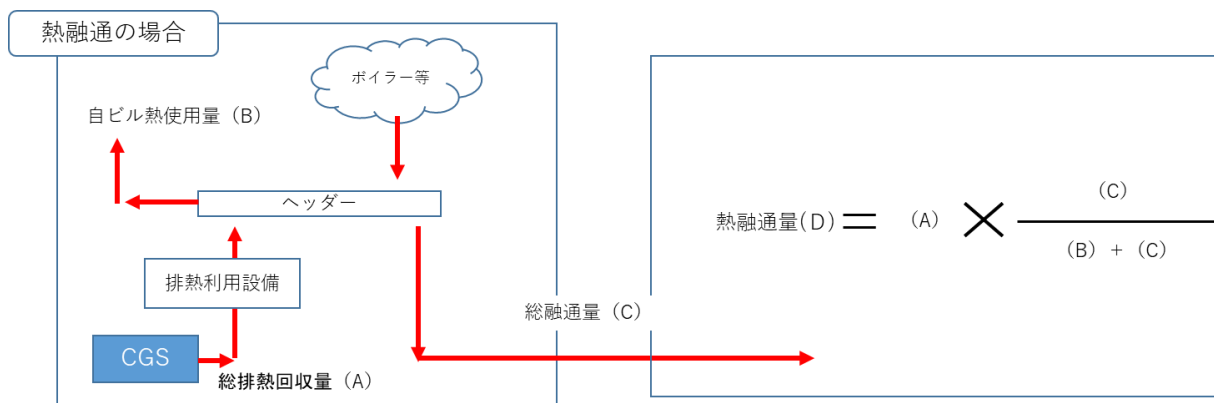 熱融通の場合
ボイラー等
自ビル熱使用量（B）
ヘッダー
排熱利用設備
CGS
総排熱回収量（A）
総融通量（C）
熱融通量(D)＝ （A） × （C）
（B）+（C）